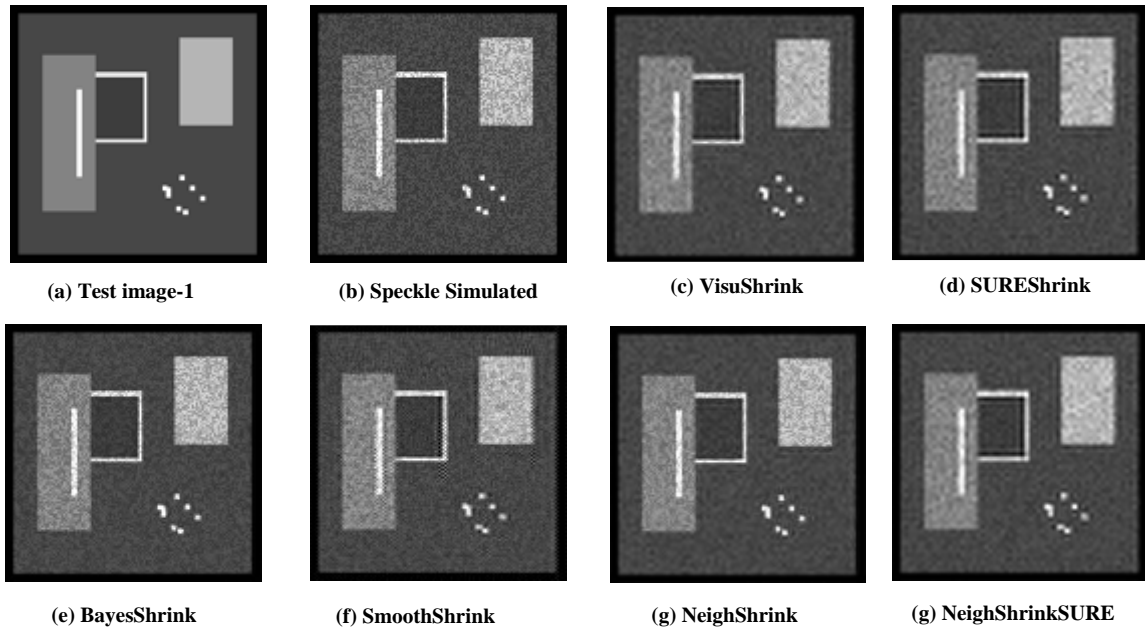 (a) Test image-1
(b) Speckle Simulated
(c) VisuShrink
(d) SUREShrink
(e) BayesShrink
(f) SmoothShrink
(g) NeighShrink
(g) NeighShrinkSURE